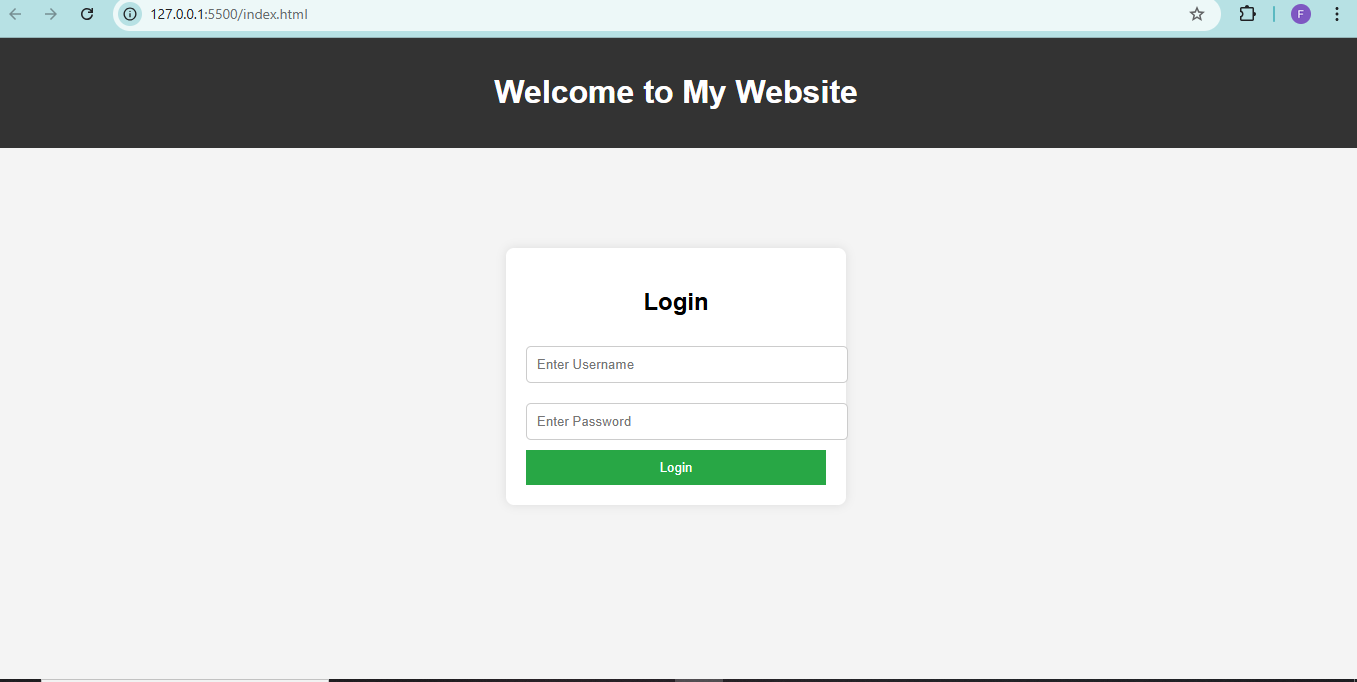 127.0.0.1:5500/index.html
F
Welcome to My Website
Login
Enter Username
Enter Password
Login